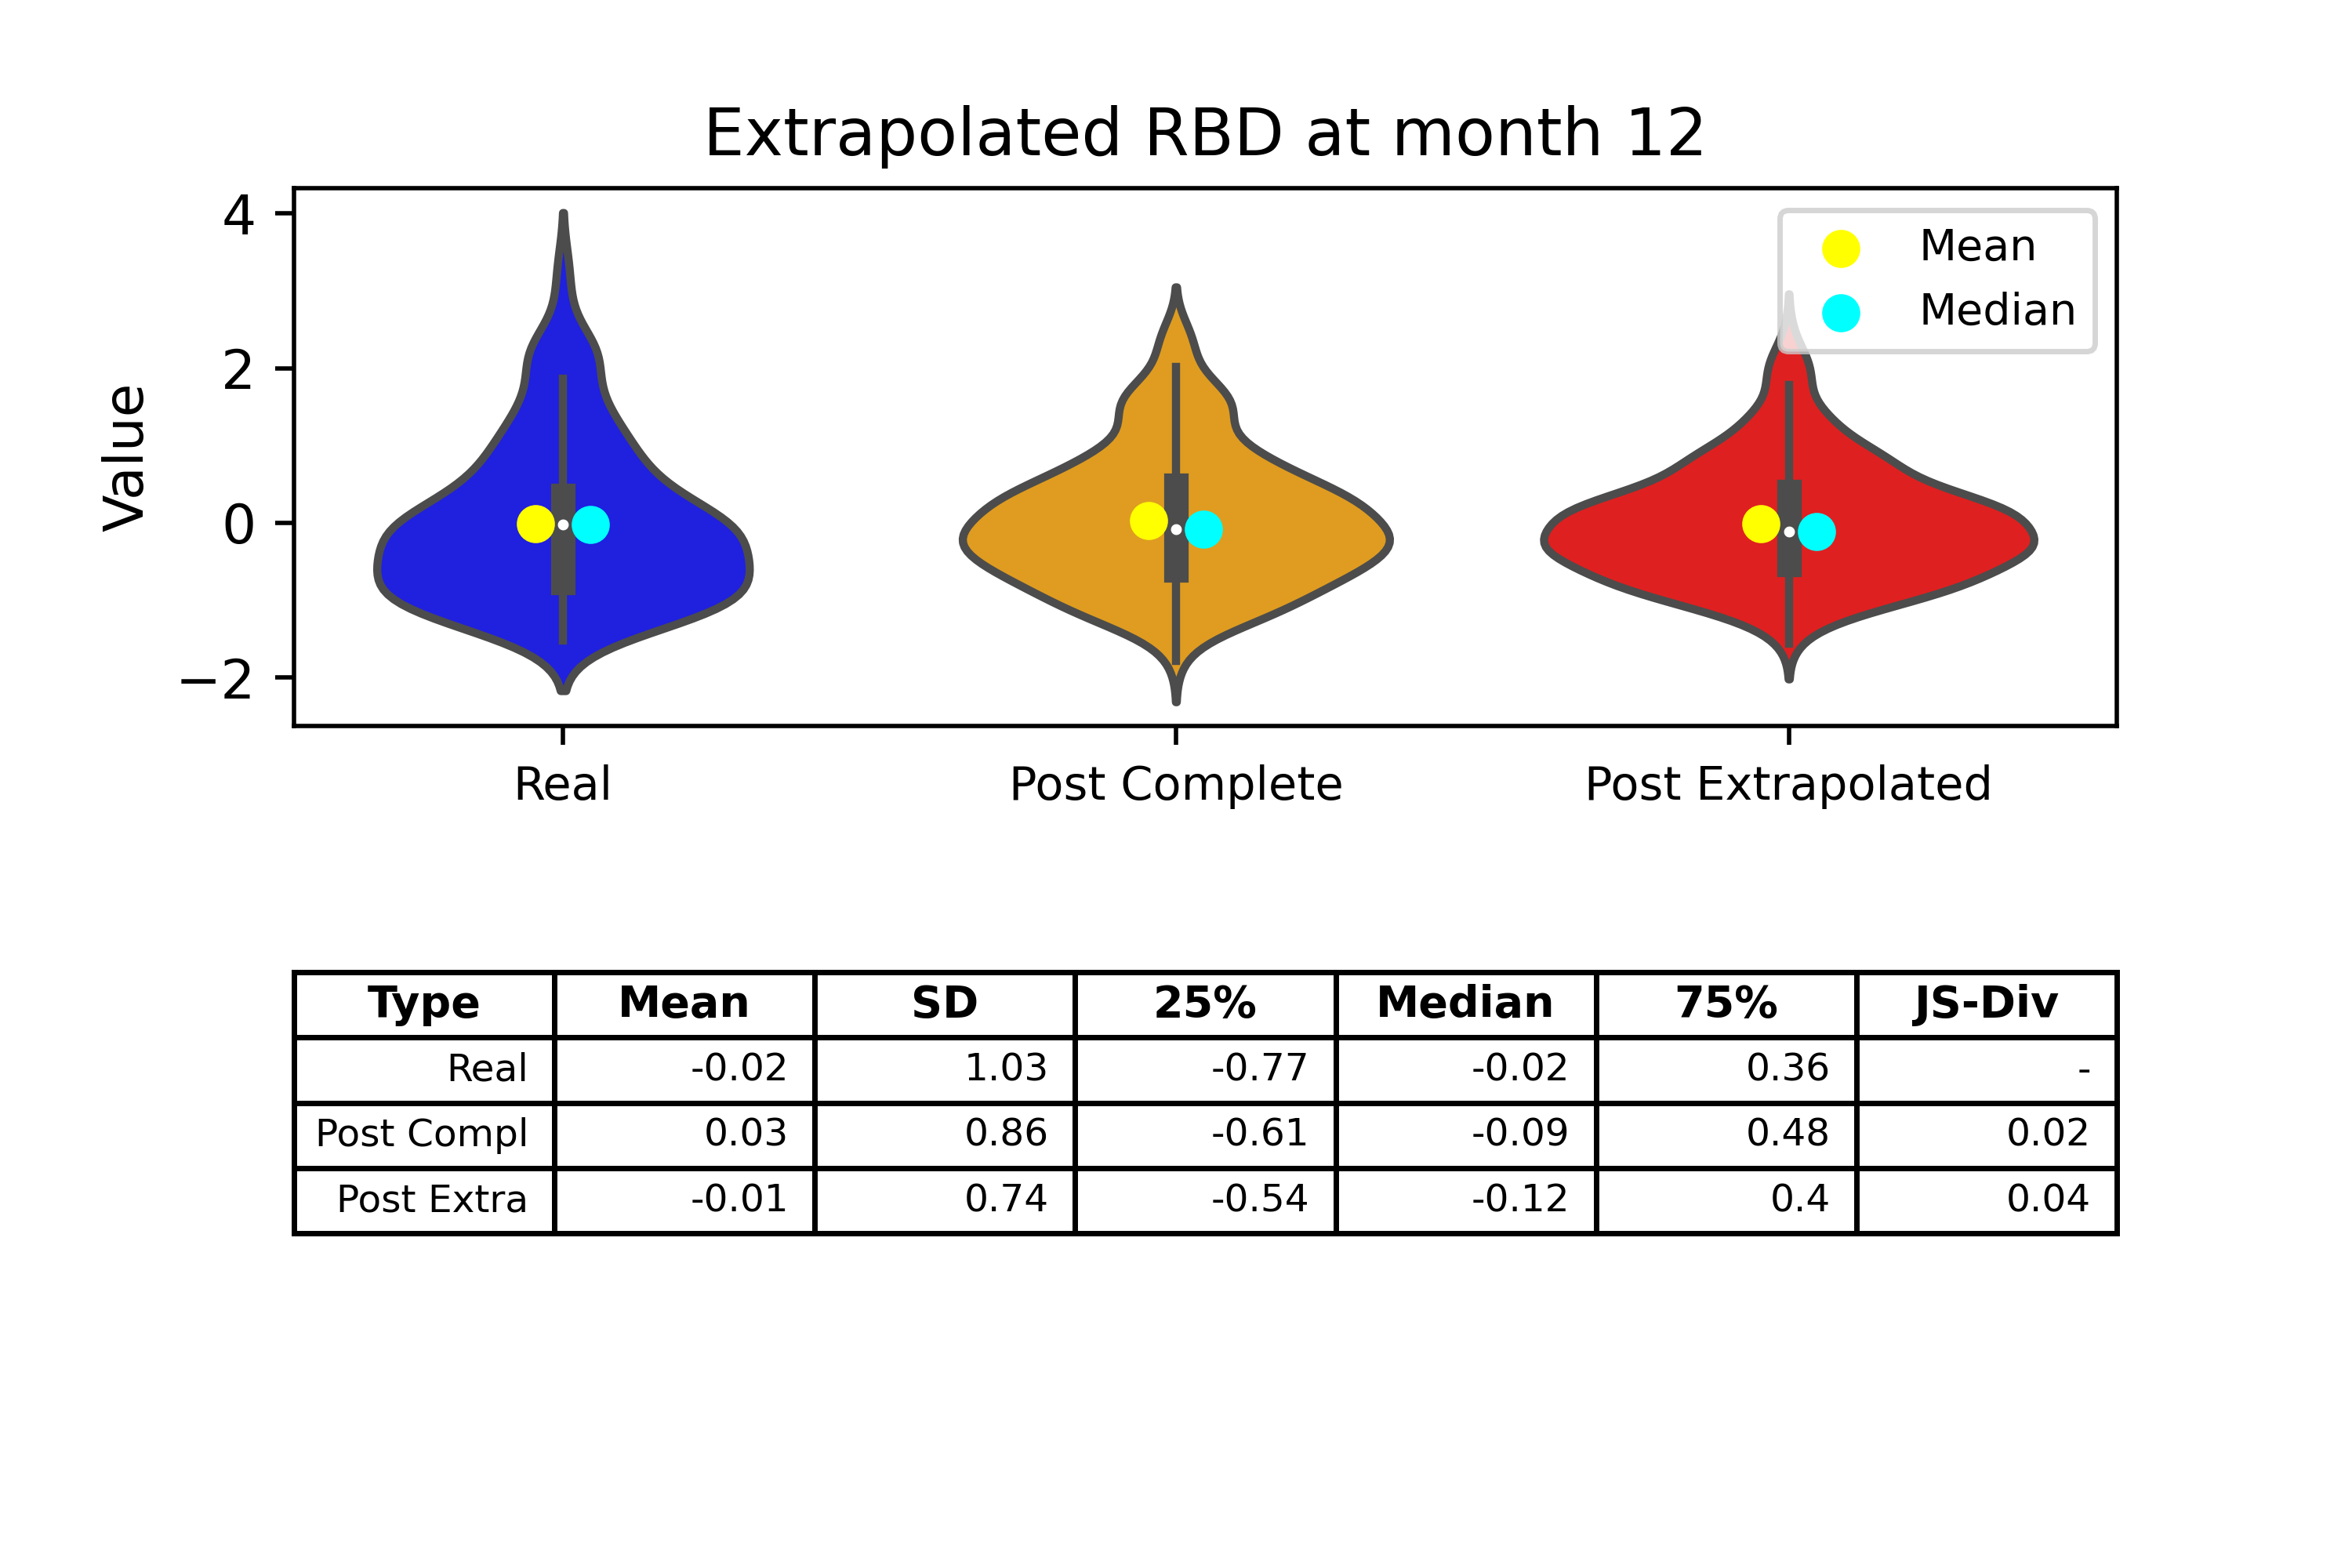 Extrapolated RBD at month 12
4
2
0
−2
Value
Mean
Median
Real Post Complete Post Extrapolated
Type Mean SD 25% Median 75% JS-Div
Real -0.02 1.03 -0.77 -0.02 0.36 -
Post Compl 0.03 0.86 -0.61 -0.09 0.48 0.02
Post Extra -0.01 0.74 -0.54 -0.12 0.4 0.04